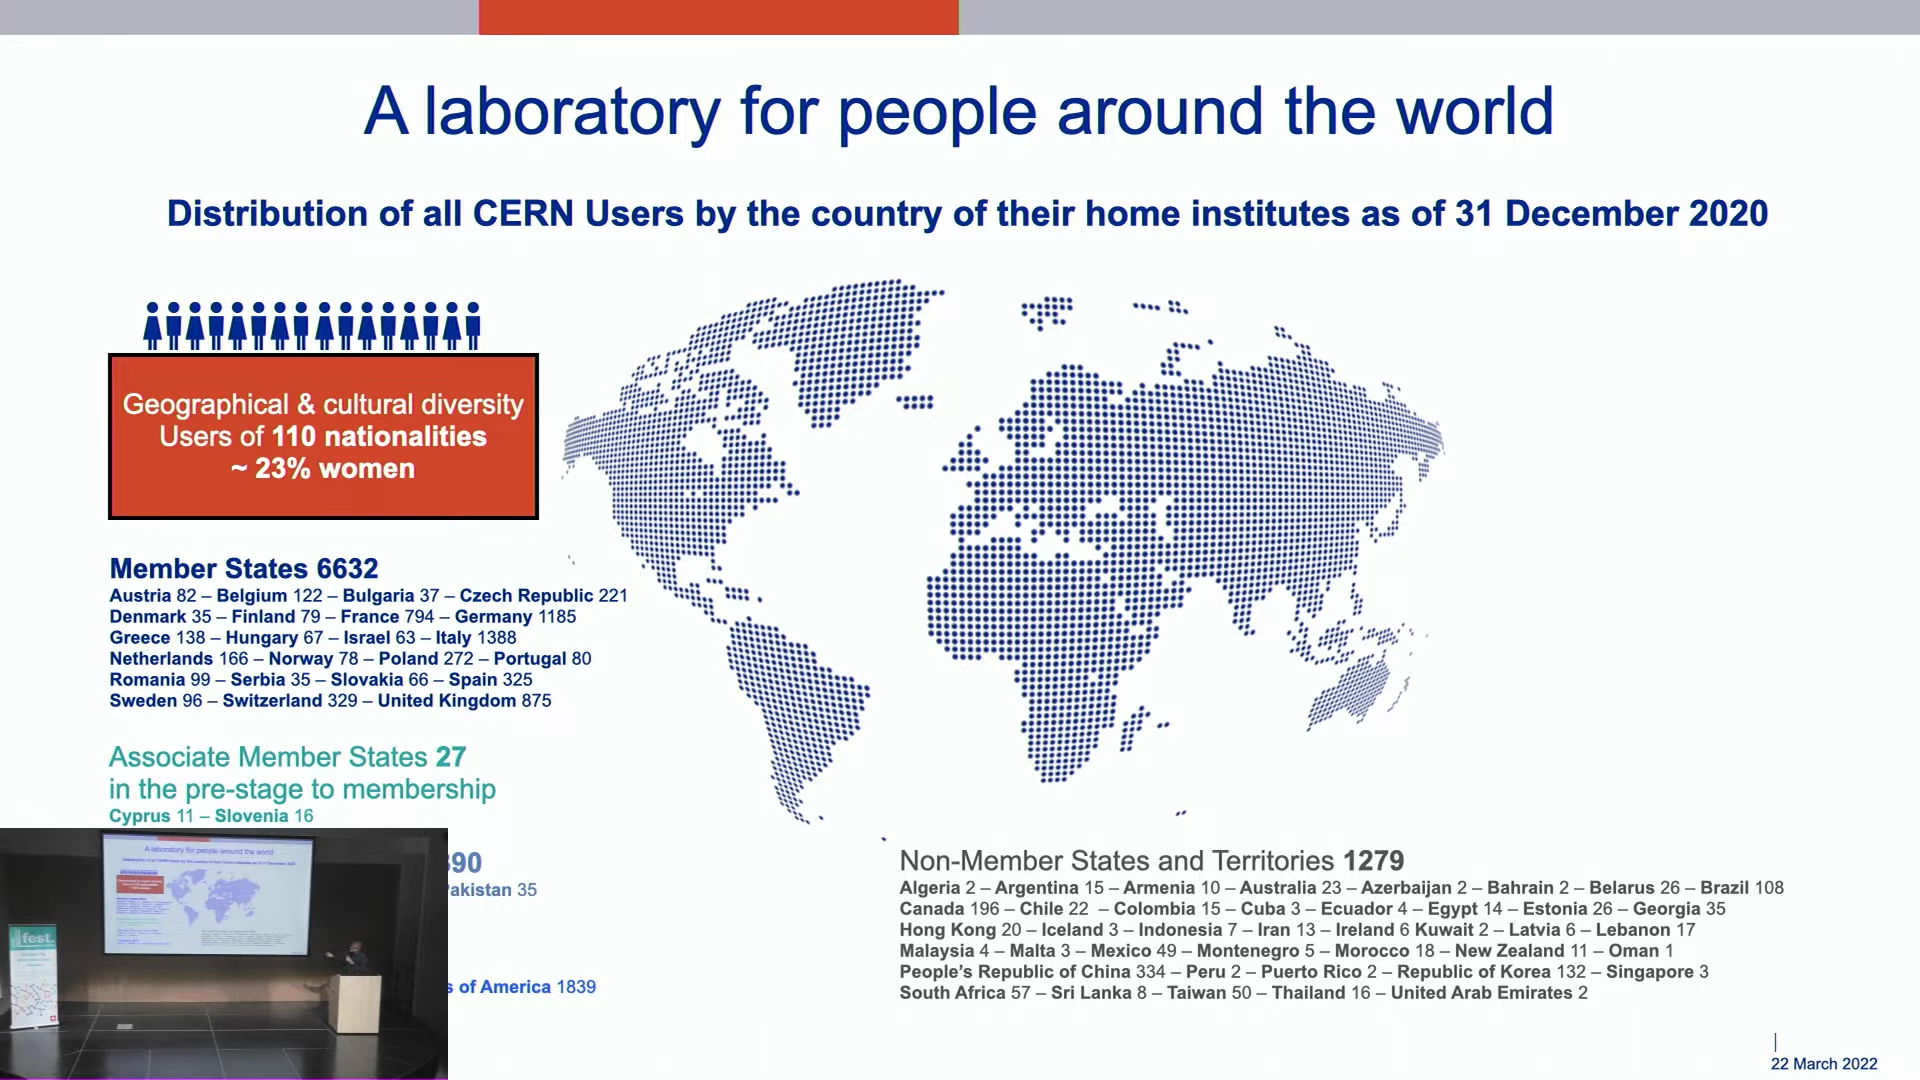 A laboratory for people around the world
Distribution of all CERN Users by the country of their home institutes as of 31 December 2020
Geographical & cultural diversity
Users of 110 nationalities
~ 23% women
Member States 6632
Austria 82 – Belgium 122 – Bulgaria 37 – Czech Republic 221
Denmark 35 – Finland 79 – France 794 – Germany 1185
Greece 138 – Hungary 67 – Israel 63 – Italy 1388
Netherlands 166 – Norway 78 – Poland 272 – Portugal 80
Romania 99 – Serbia 35 – Slovakia 66 – Spain 325
Sweden 96 – Switzerland 329 – United Kingdom 875
Associate Member States 27
in the pre-stage to membership
Cyprus 11 – Slovenia 16
90
akistan 35
s of America 1839
Non-Member States and Territories 1279
Algeria 2 – Argentina 15 – Armenia 10 – Australia 23 – Azerbaijan 2 – Bahrain 2 – Belarus 26 – Brazil 108
Canada 196 – Chile 22 – Colombia 15 – Cuba 3 – Ecuador 4 – Egypt 14 – Estonia 26 – Georgia 35
Hong Kong 20 – Iceland 3 – Indonesia 7 – Iran 13 – Ireland 6 Kuwait 2 – Latvia 6 – Lebanon 17
Malaysia 4 – Malta 3 – Mexico 49 – Montenegro 5 – Morocco 18 – New Zealand 11 – Oman 1
People's Republic of China 334 – Peru 2 – Puerto Rico 2 – Republic of Korea 132 – Singapore 3
South Africa 57 – Sri Lanka 8 – Taiwan 50 – Thailand 16 – United Arab Emirates 2
22 March 2022
A laboratory for people around the world
fest.